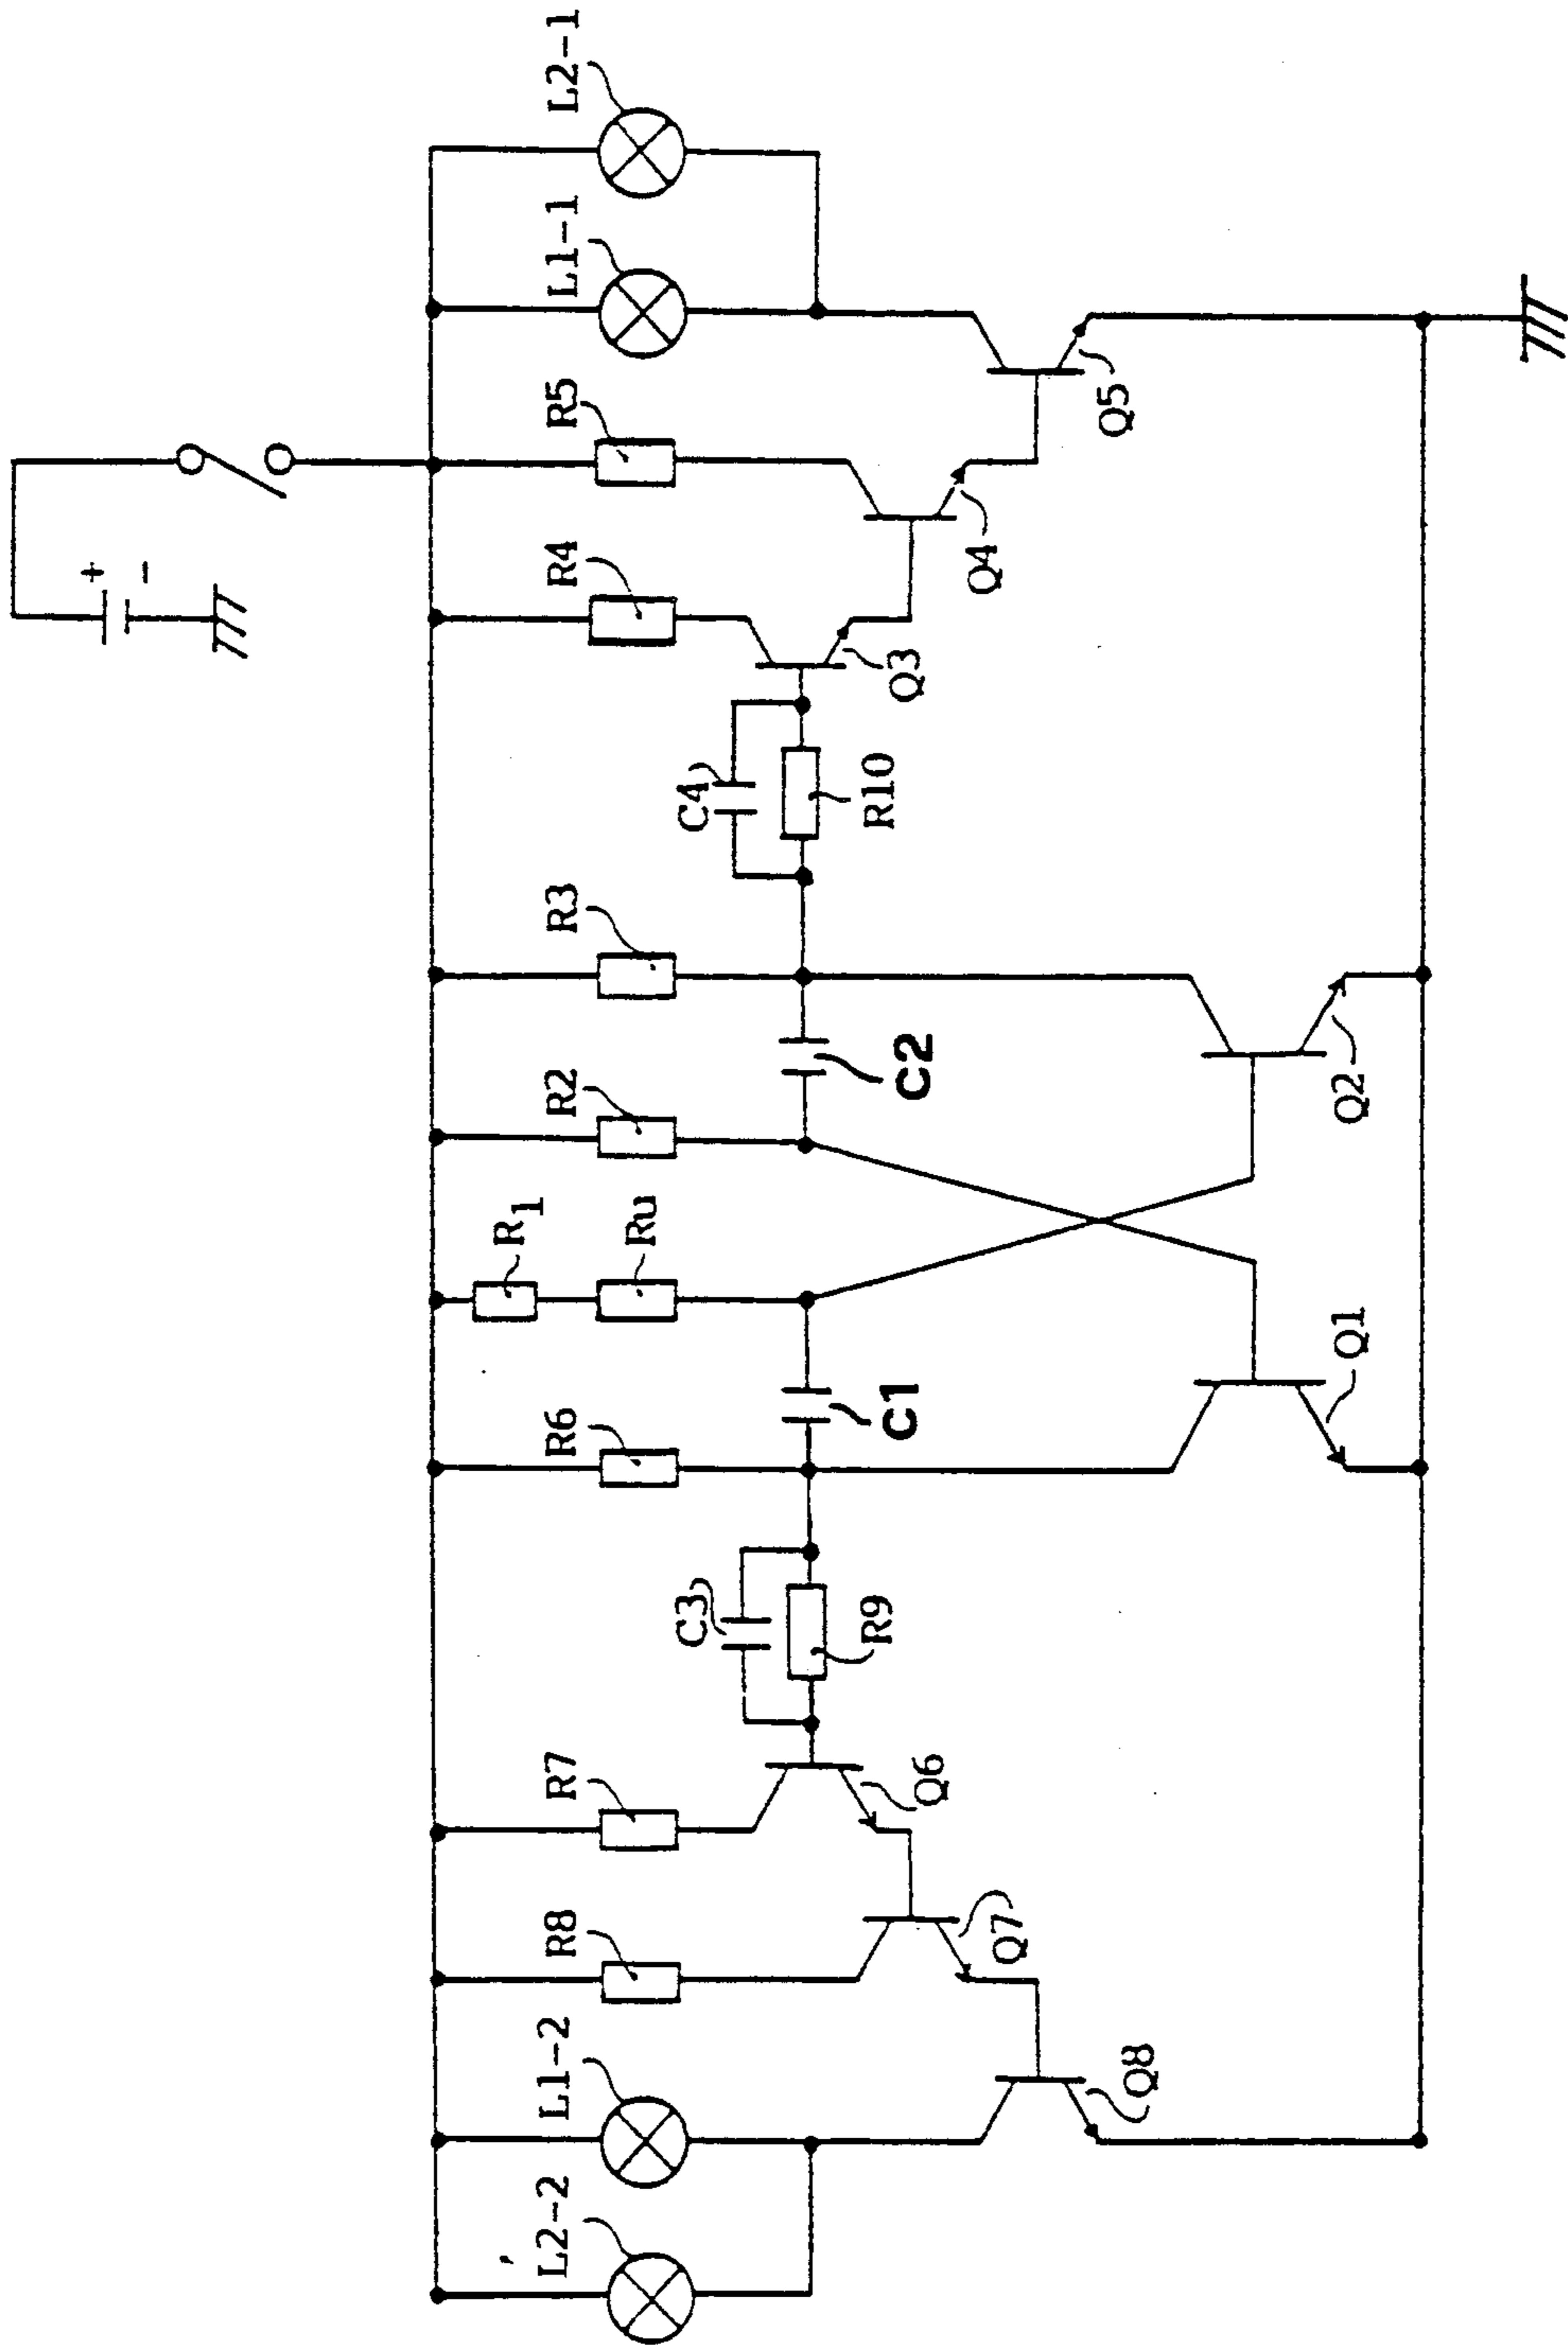 +
-
R₁
L2-2
L1-2
R8
R7
R6
Ru
R2
R3
R4
R5
L1-1
L2-1
C3
C4
R9
C1
C2
R10
Q3
Q6
Q4
Q7
Q5
Q8
Q1
Q2